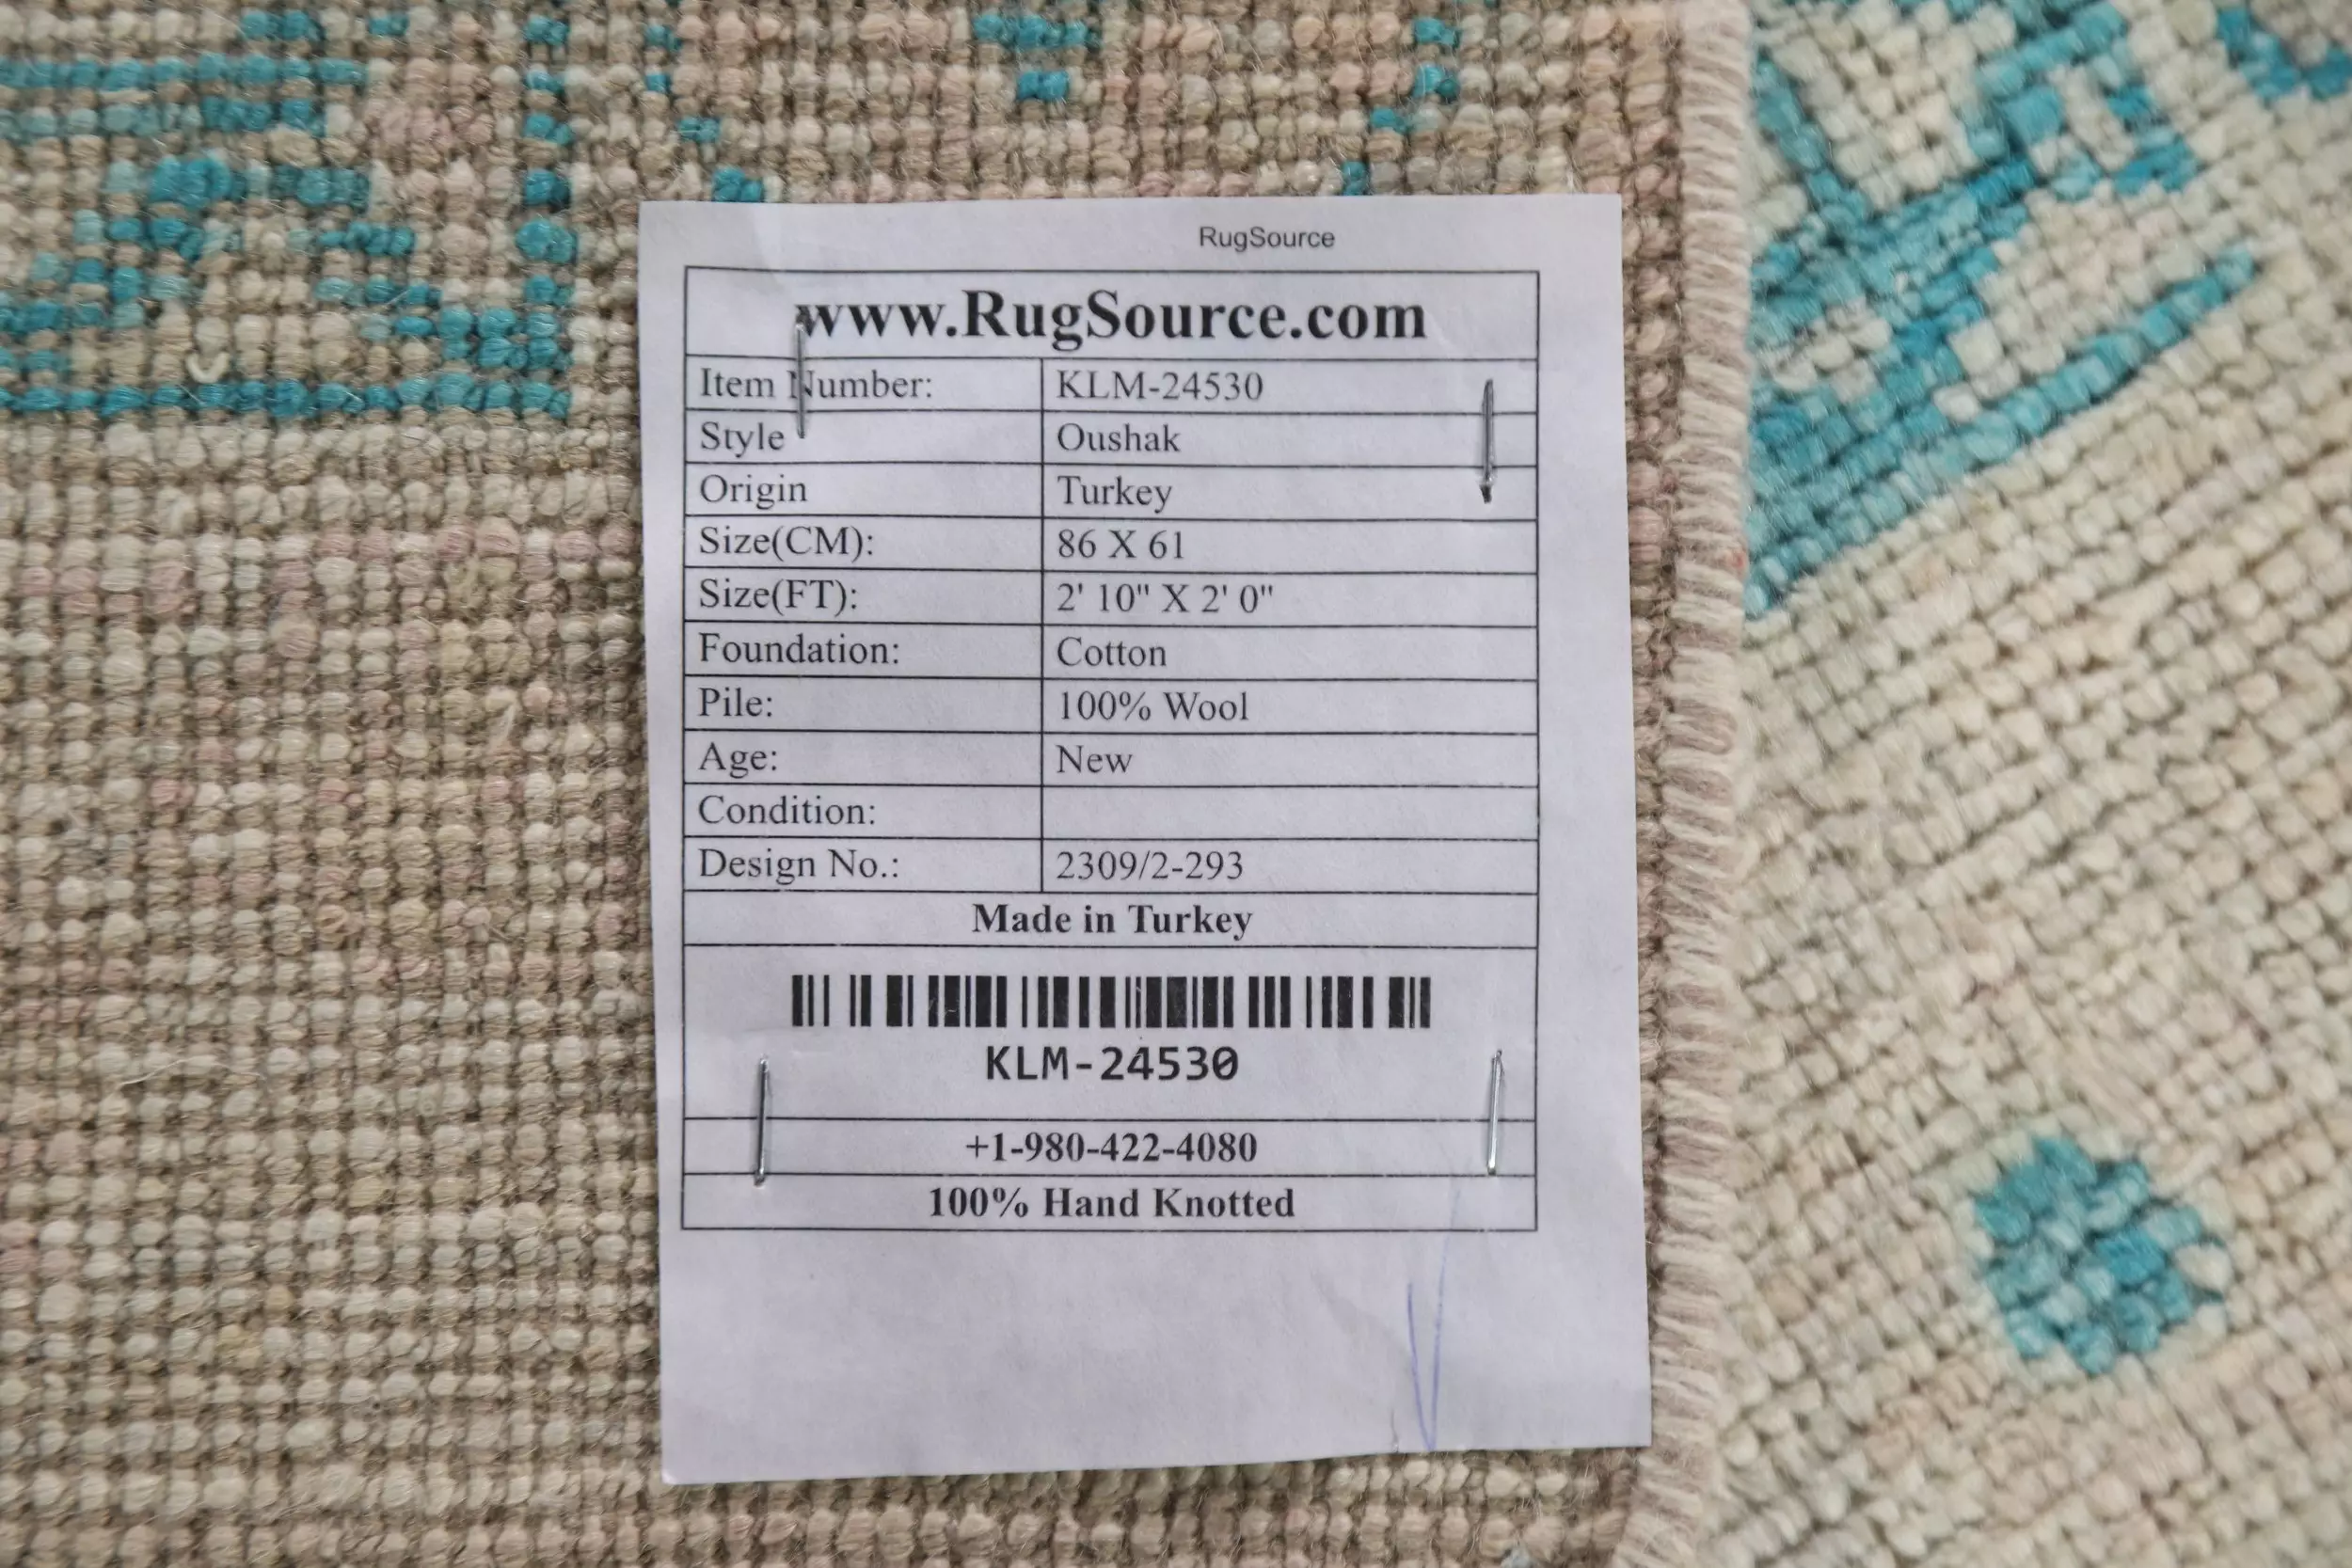 RugSource
www.RugSource.com
Item Number: KLM-24530
Style Oushak
Origin Turkey
Size(CM): 86 X 61
Size(FT): 2' 10" X 2' 0"
Foundation: Cotton
Pile: 100% Wool
Age: New
Condition:
Design No.: 2309/2-293
Made in Turkey
KLM-24530
+1-980-422-4080
100% Hand Knotted